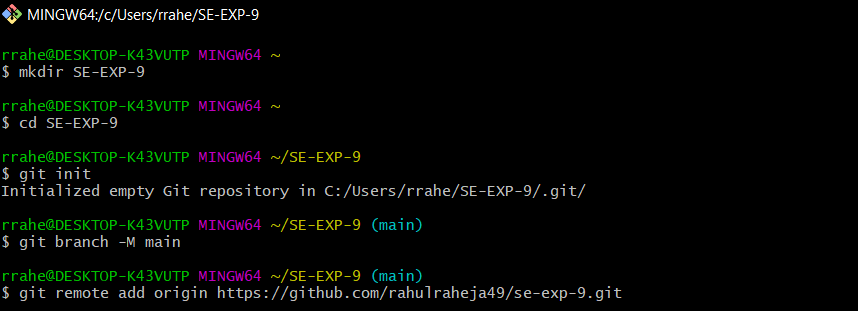 MINGW64:/c/Users/rrahe/SE-EXP-9
rrahe@DESKTOP-K43VUTP MINGW64 ~
$ mkdir SE-EXP-9
rrahe@DESKTOP-K43VUTP MINGW64 ~
$ cd SE-EXP-9
rrahe@DESKTOP-K43VUTP MINGW64 ~/SE-EXP-9
$ git init
Initialized empty Git repository in C:/Users/rrahe/SE-EXP-9/.git/
rrahe@DESKTOP-K43VUTP MINGW64 ~/SE-EXP-9 (main)
$ git branch -M main
rrahe@DESKTOP-K43VUTP MINGW64 ~/SE-EXP-9 (main)
$ git remote add origin https://github.com/rahulraheja49/se-exp-9.git